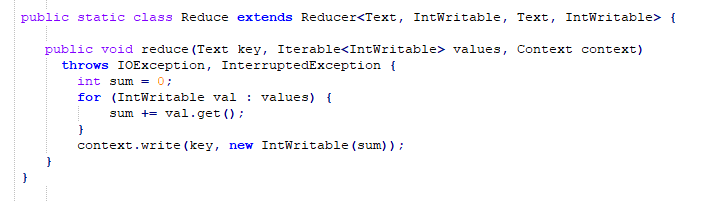 public static class Reduce extends Reducer<Text, IntWritable, Text, IntWritable> {
public void reduce(Text key, Iterable<IntWritable> values, Context context)
throws IOException, InterruptedException {
int sum = 0;
for (IntWritable val : values) {
sum += val.get();
}
context.write(key, new IntWritable(sum));
}
}